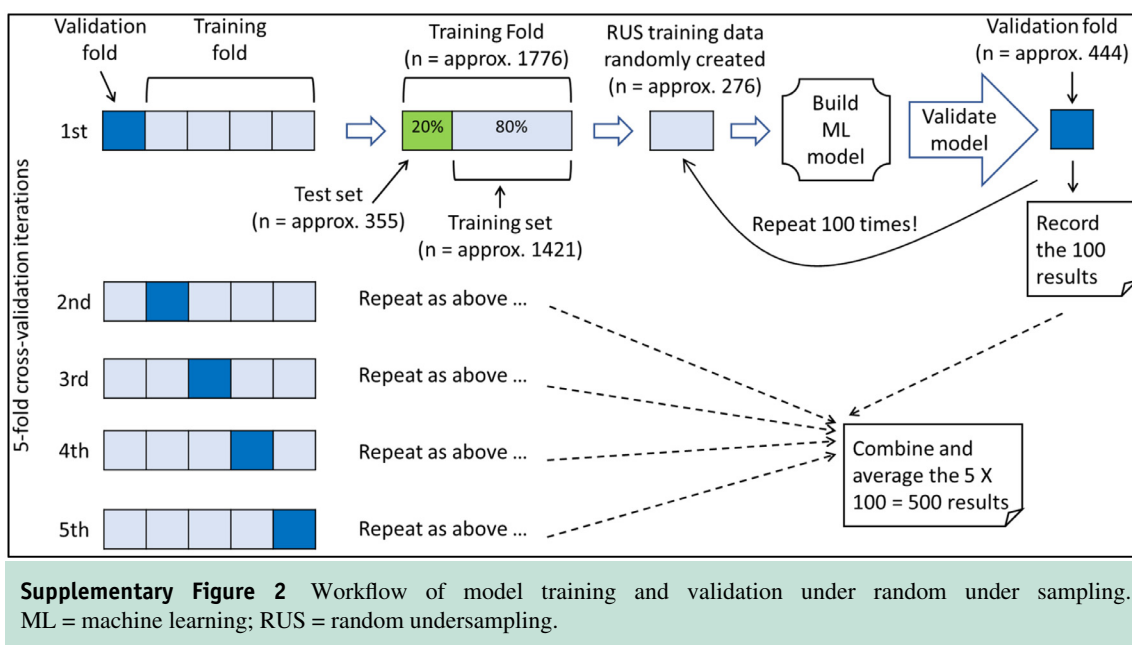 Validation
fold
Training
fold
Training Fold
(n = approx. 1776)
RUS training data
randomly created
(n = approx. 276)
Validation fold
(n = approx. 444)
5-fold cross-validation iterations
1st
20%
80%
Build
ML
model
Validate
model
Test set
(n = approx. 355)
Training set
(n = approx. 1421)
Repeat 100 times!
Record
the 100
results
2nd
Repeat as above ...
3rd
Repeat as above ...
4th
Repeat as above ...
5th
Repeat as above ...
Combine and
average the 5 X
100 = 500 results
Supplementary Figure 2 Workflow of model training and validation under random under sampling.
ML = machine learning; RUS = random undersampling.